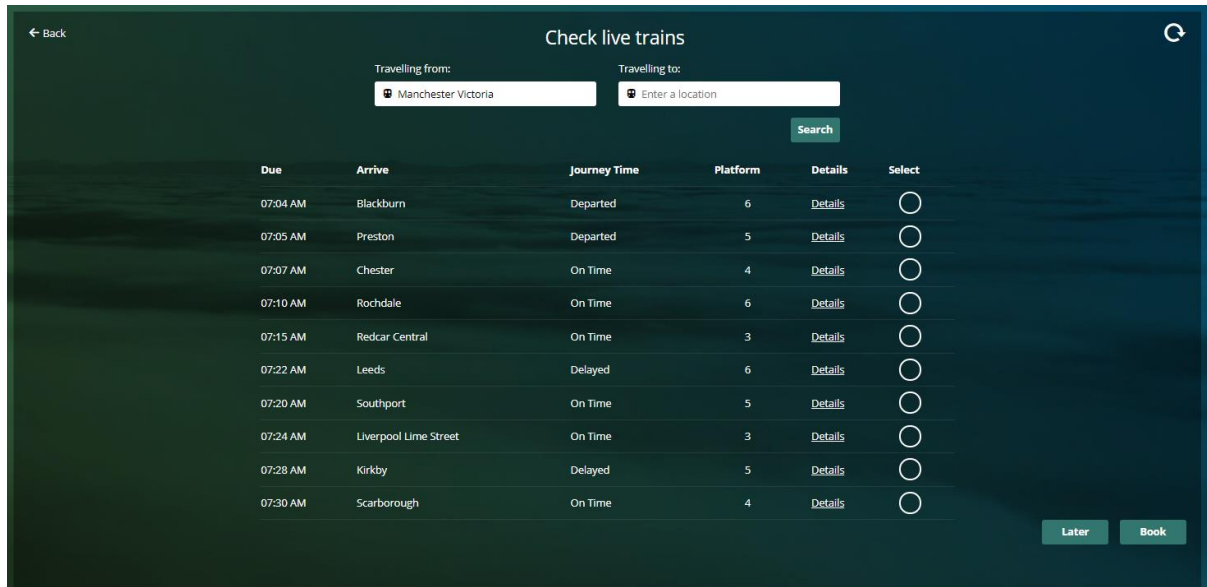 Back
Check live trains
Travelling from: Travelling to:
Manchester Victoria Enter a location
Search
Due Arrive Journey Time Platform Details Select
07:04 AM Blackburn Departed 6 Details
07:05 AM Preston Departed 5 Details
07:07 AM Chester On Time 4 Details
07:10 AM Rochdale On Time 6 Details
07:15 AM Redcar Central On Time 3 Details
07:22 AM Leeds Delayed 6 Details
07:20 AM Southport On Time 5 Details
07:24 AM Liverpool Lime Street On Time 3 Details
07:28 AM Kirkby Delayed 5 Details
07:30 AM Scarborough On Time 4 Details
Later Book